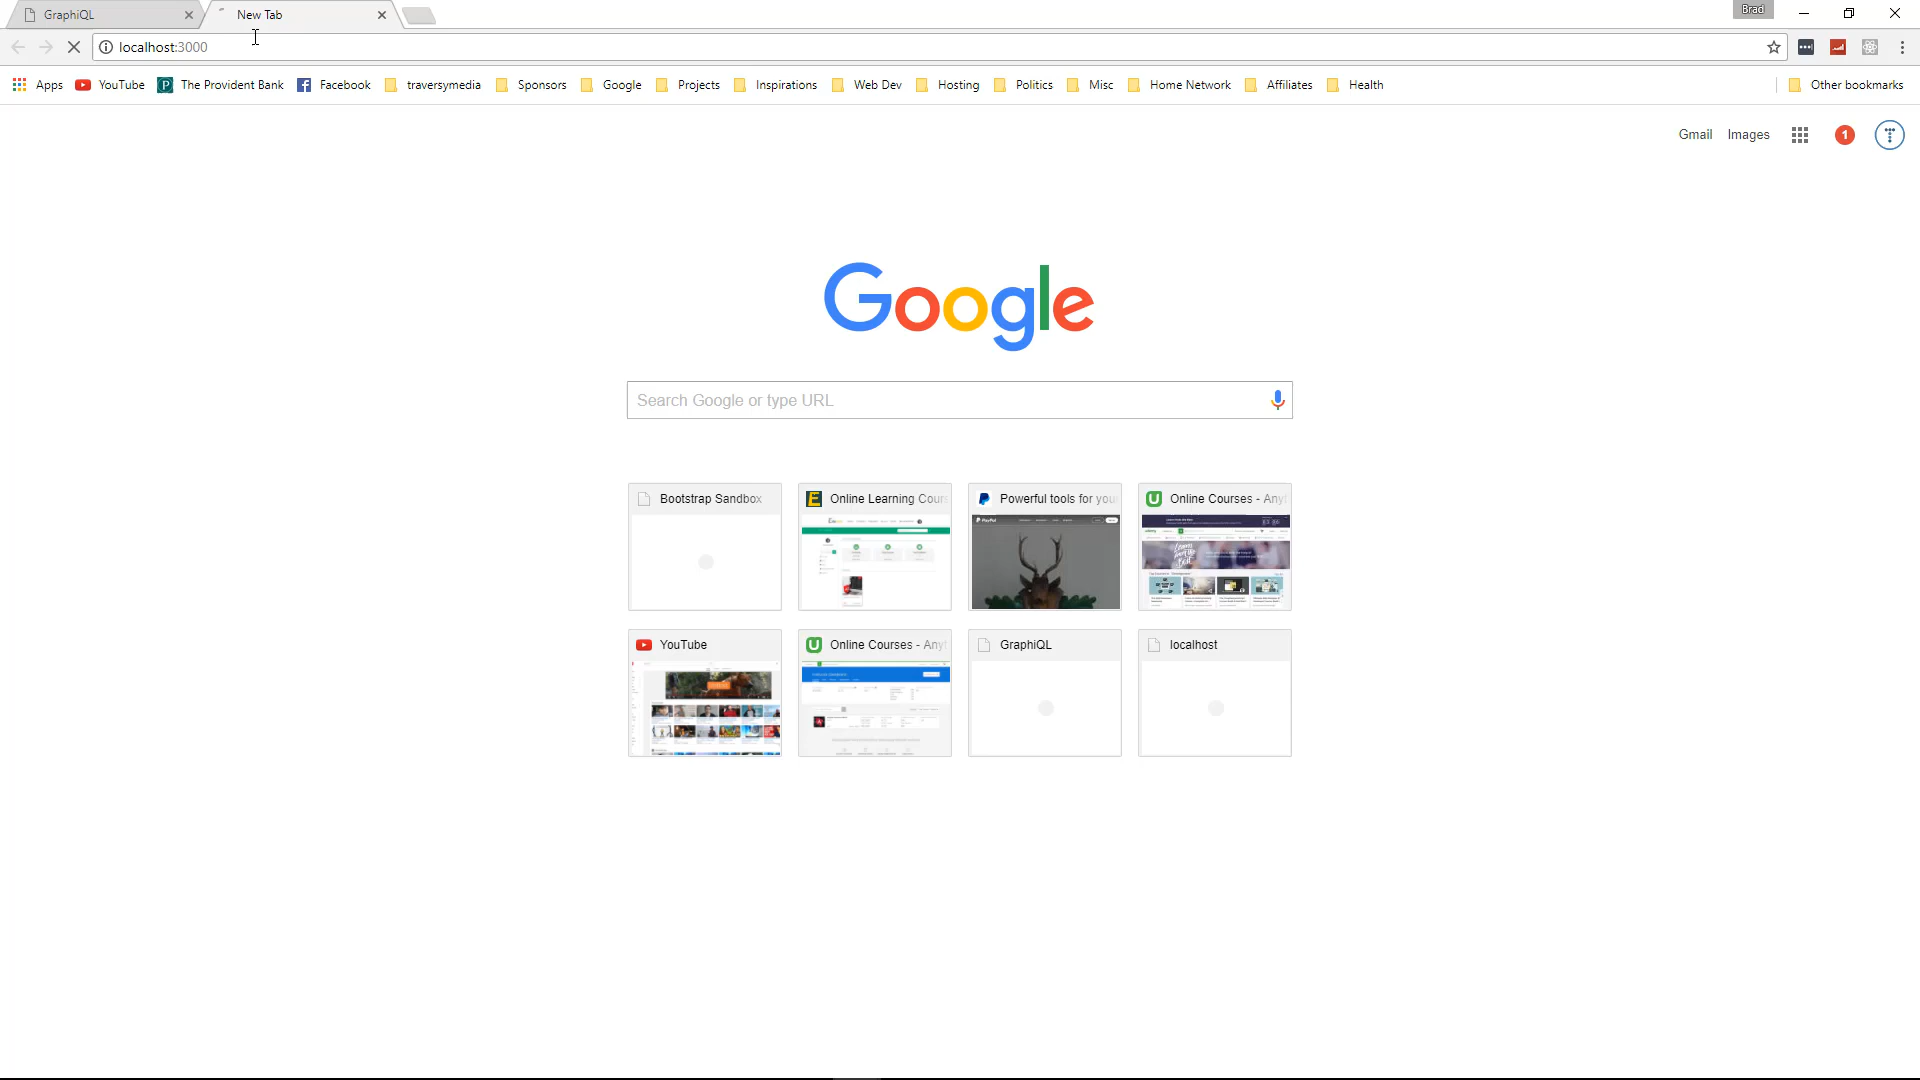 GraphiQL
New Tab
Brad
localhost:3000
Apps YouTube The Provident Bank Facebook traversymedia Sponsors Google Projects Inspirations Web Dev Hosting Politics Misc Home Network Affiliates Health Other bookmarks
Gmail Images 1
Google
Search Google or type URL
Bootstrap Sandbox
Online Learning Cour
Powerful tools for you
Online Courses - Any
YouTube
Online Courses - Any
GraphiQL
localhost